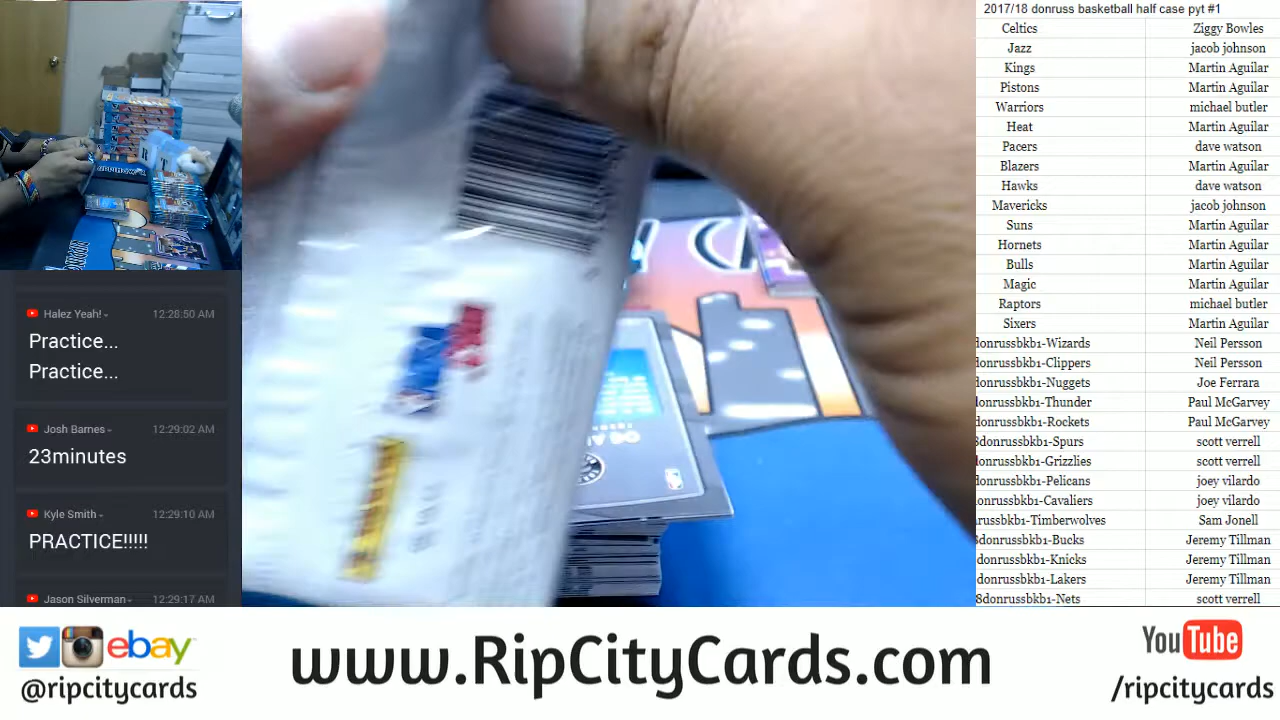 2017/18 donruss basketball half case pyt #1
Celtics Ziggy Bowles
Jazz jacob johnson
Kings Martin Aguilar
Pistons Martin Aguilar
Warriors michael butler
Heat Martin Aguilar
Pacers dave watson
Blazers Martin Aguilar
Hawks dave watson
Mavericks jacob johnson
Suns Martin Aguilar
Hornets Martin Aguilar
Bulls Martin Aguilar
Magic Martin Aguilar
Raptors michael butler
Sixers Martin Aguilar
donrussbkb1-Wizards Neil Persson
donrussbkb1-Clippers Neil Persson
donrussbkb1-Nuggets Joe Ferrara
donrussbkb1-Thunder Paul McGarvey
donrussbkb1-Rockets Paul McGarvey
donrussbkb1-Spurs scott verrell
donrussbkb1-Grizzlies scott verrell
donrussbkb1-Pelicans joey vilardo
donrussbkb1-Cavaliers joey vilardo
russbkb1-Timberwolves Sam Jonell
8donrussbkb1-Bucks Jeremy Tillman
donrussbkb1-Knicks Jeremy Tillman
donrussbkb1-Lakers Jeremy Tillman
8donrussbkb1-Nets scott verrell
Halez Yeah! 12:28:50 AM
Practice...
Practice...
Josh Barnes 12:29:02 AM
23minutes
Kyle Smith 12:29:10 AM
PRACTICE!!!!!
Jason Silverman 12:29:17 AM
ebay
@ripcitycards
www.RipCityCards.com
YouTube
/ripcitycards